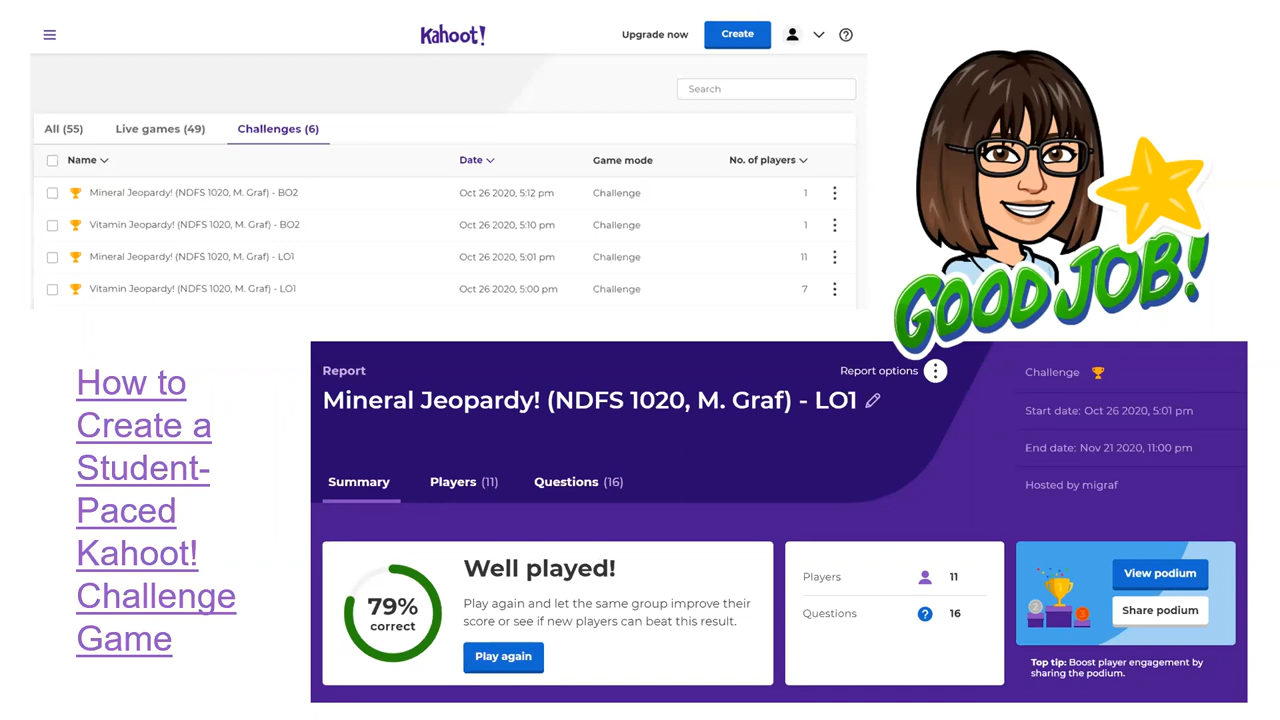 Kahoot!
Upgrade now
Create
Search
All (55)
Live games (49)
Challenges (6)
Name
Date
Game mode
No. of players
Mineral Jeopardy! (NDFS 1020, M. Graf) - BO2
Oct 26 2020, 5:12 pm
Challenge
1
Vitamin Jeopardy! (NDFS 1020, M. Graf) - BO2
Oct 26 2020, 5:10 pm
Challenge
1
Mineral Jeopardy! (NDFS 1020, M. Graf) - LO1
Oct 26 2020, 5:01 pm
Challenge
11
Vitamin Jeopardy! (NDFS 1020, M. Graf) - LO1
Oct 26 2020, 5:00 pm
Challenge
7
GOOD JOB!
How to
Create a
Student-
Paced
Kahoot!
Challenge
Game
Report
Report options
Mineral Jeopardy! (NDFS 1020, M. Graf) - LO1
Summary
Players (11)
Questions (16)
Challenge
Start date: Oct 26 2020, 5:01 pm
End date: Nov 21 2020, 11:00 pm
Hosted by migraf
79%
correct
Well played!
Play again and let the same group improve their
score or see if new players can beat this result.
Play again
Players
11
Questions
?
16
2
3
View podium
Share podium
Top tip: Boost player engagement by
sharing the podium.